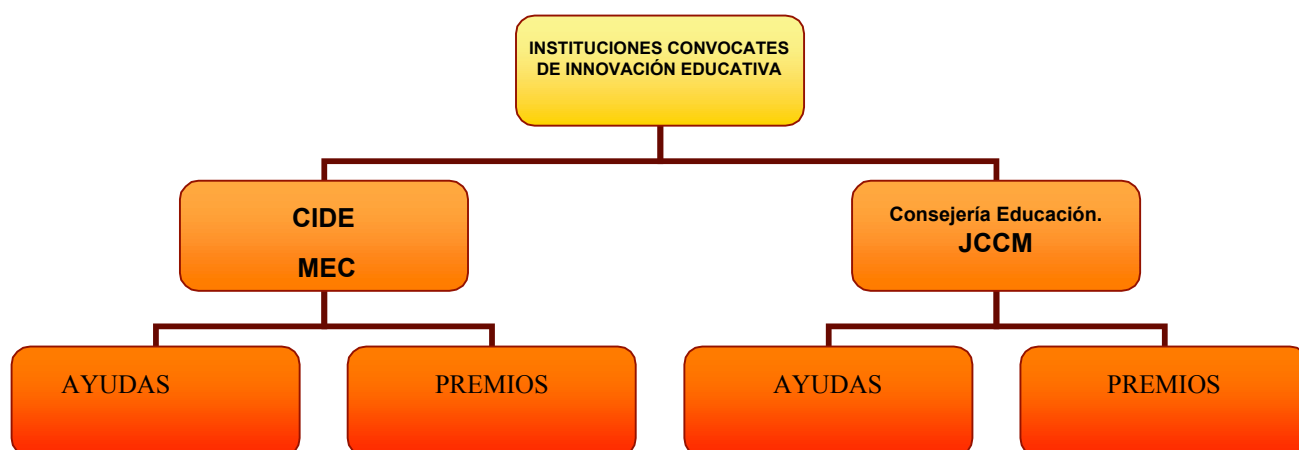 INSTITUCIONES CONVOCATES
DE INNOVACIÓN EDUCATIVA
CIDE
MEC
Consejería Educación.
JCCM
AYUDAS
PREMIOS
AYUDAS
PREMIOS